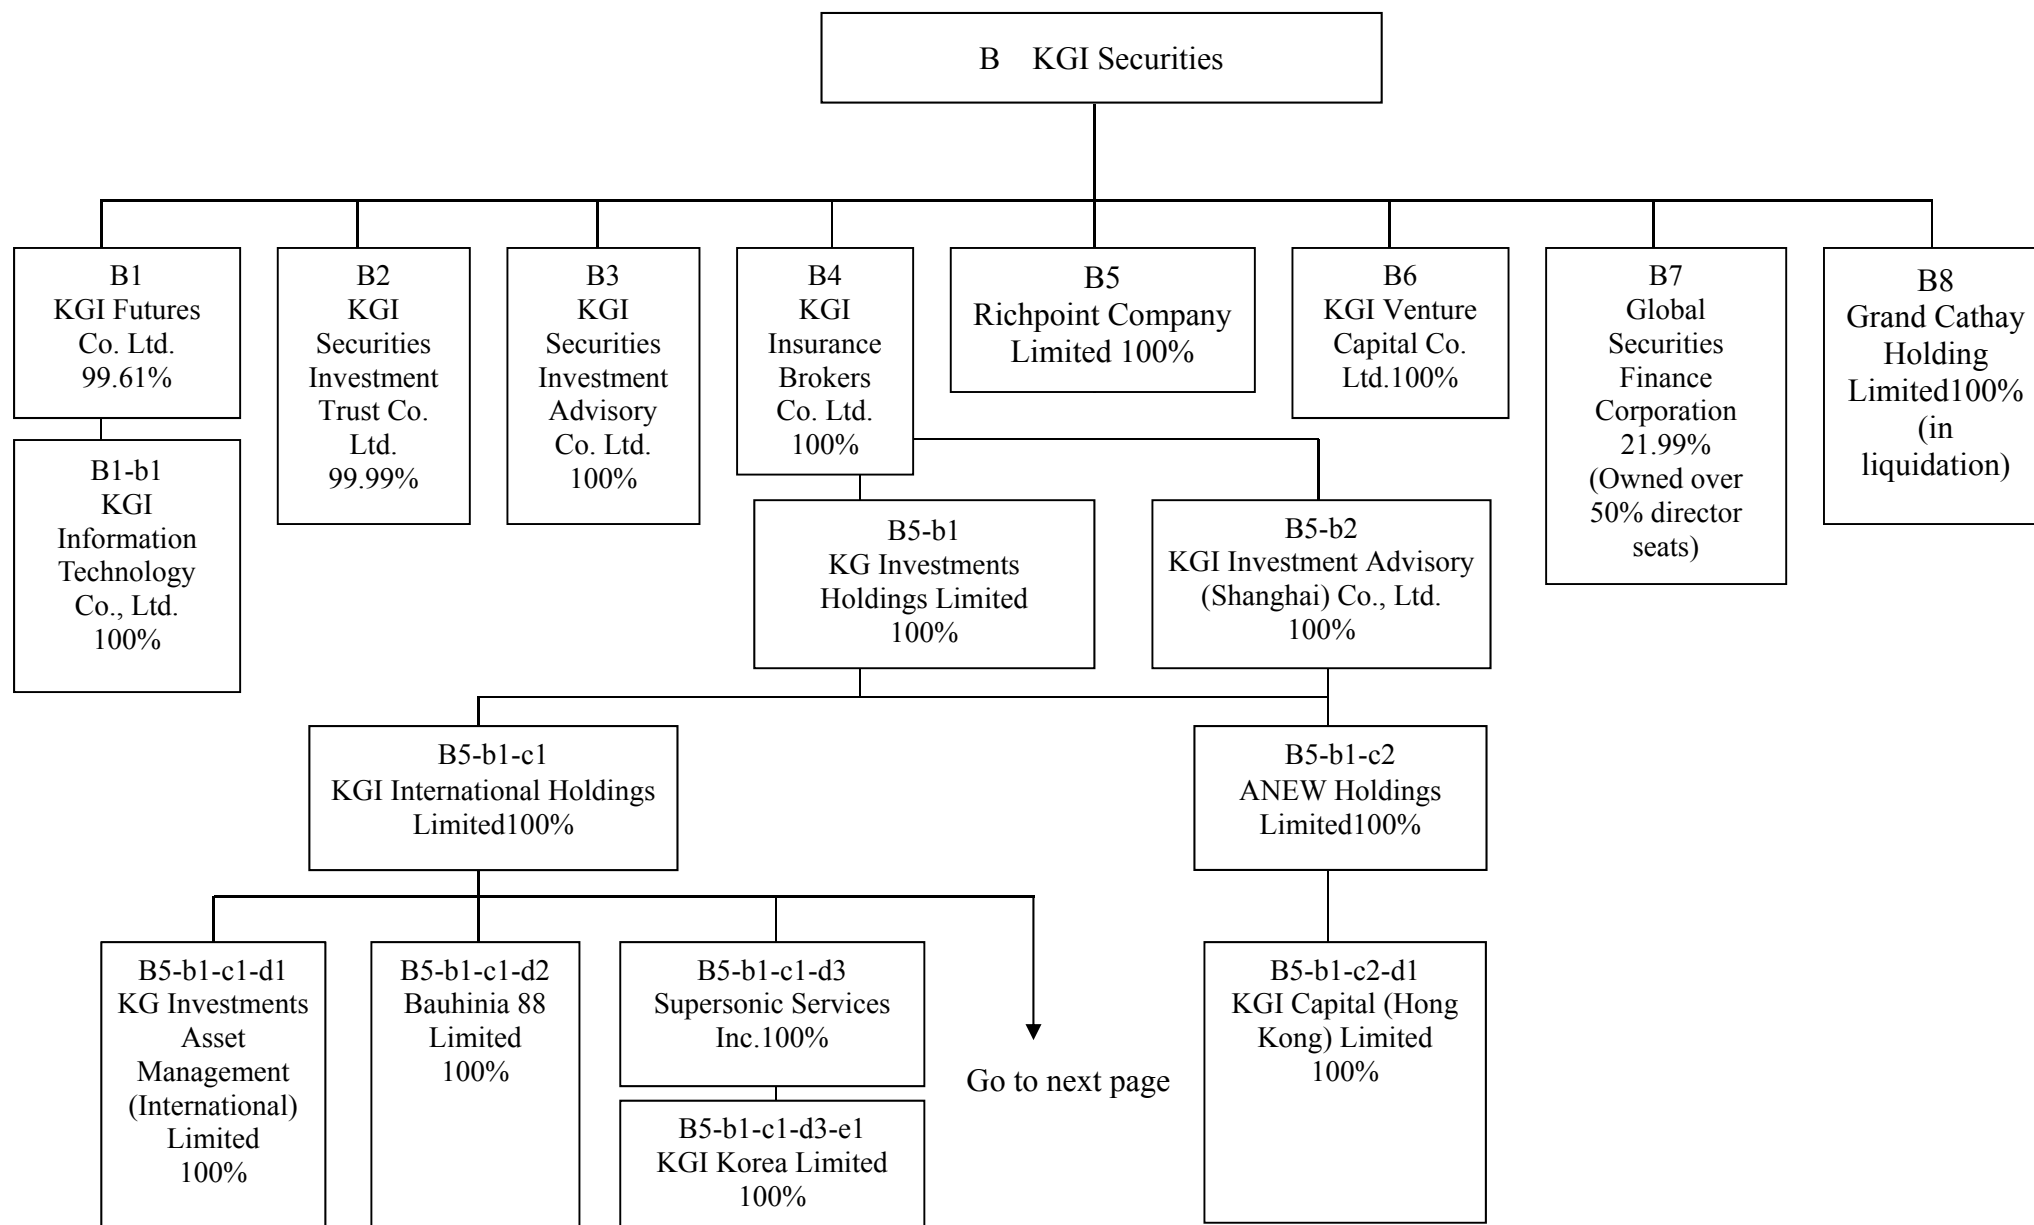 B    KGI Securities
B1
KGI Futures
Co. Ltd.
99.61%
B2
KGI
Securities
Investment
Trust Co.
Ltd.
99.99%
B3
KGI
Securities
Investment
Advisory
Co. Ltd.
100%
B4
KGI
Insurance
Brokers
Co. Ltd.
100%
B5
Richpoint Company
Limited 100%
B6
KGI Venture
Capital Co.
Ltd.100%
B7
Global
Securities
Finance
Corporation
21.99%
(Owned over
50% director
seats)
B8
Grand Cathay
Holding
Limited100%
(in
liquidation)
B1-b1
KGI
Information
Technology
Co., Ltd.
100%
B5-b1
KG Investments
Holdings Limited
100%
B5-b2
KGI Investment Advisory
(Shanghai) Co., Ltd.
100%
B5-b1-c1
KGI International Holdings
Limited100%
B5-b1-c2
ANEW Holdings
Limited100%
B5-b1-c1-d1
KG Investments
Asset
Management
(International)
Limited
100%
B5-b1-c1-d2
Bauhinia 88
Limited
100%
B5-b1-c1-d3
Supersonic Services
Inc.100%
B5-b1-c1-d3-e1
KGI Korea Limited
100%
Go to next page
B5-b1-c2-d1
KGI Capital (Hong
Kong) Limited
100%